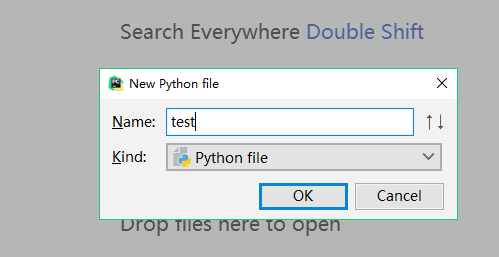 Search Everywhere Double Shift
New Python file
Name: test
Kind: Python file
OK Cancel
Drop files here to open